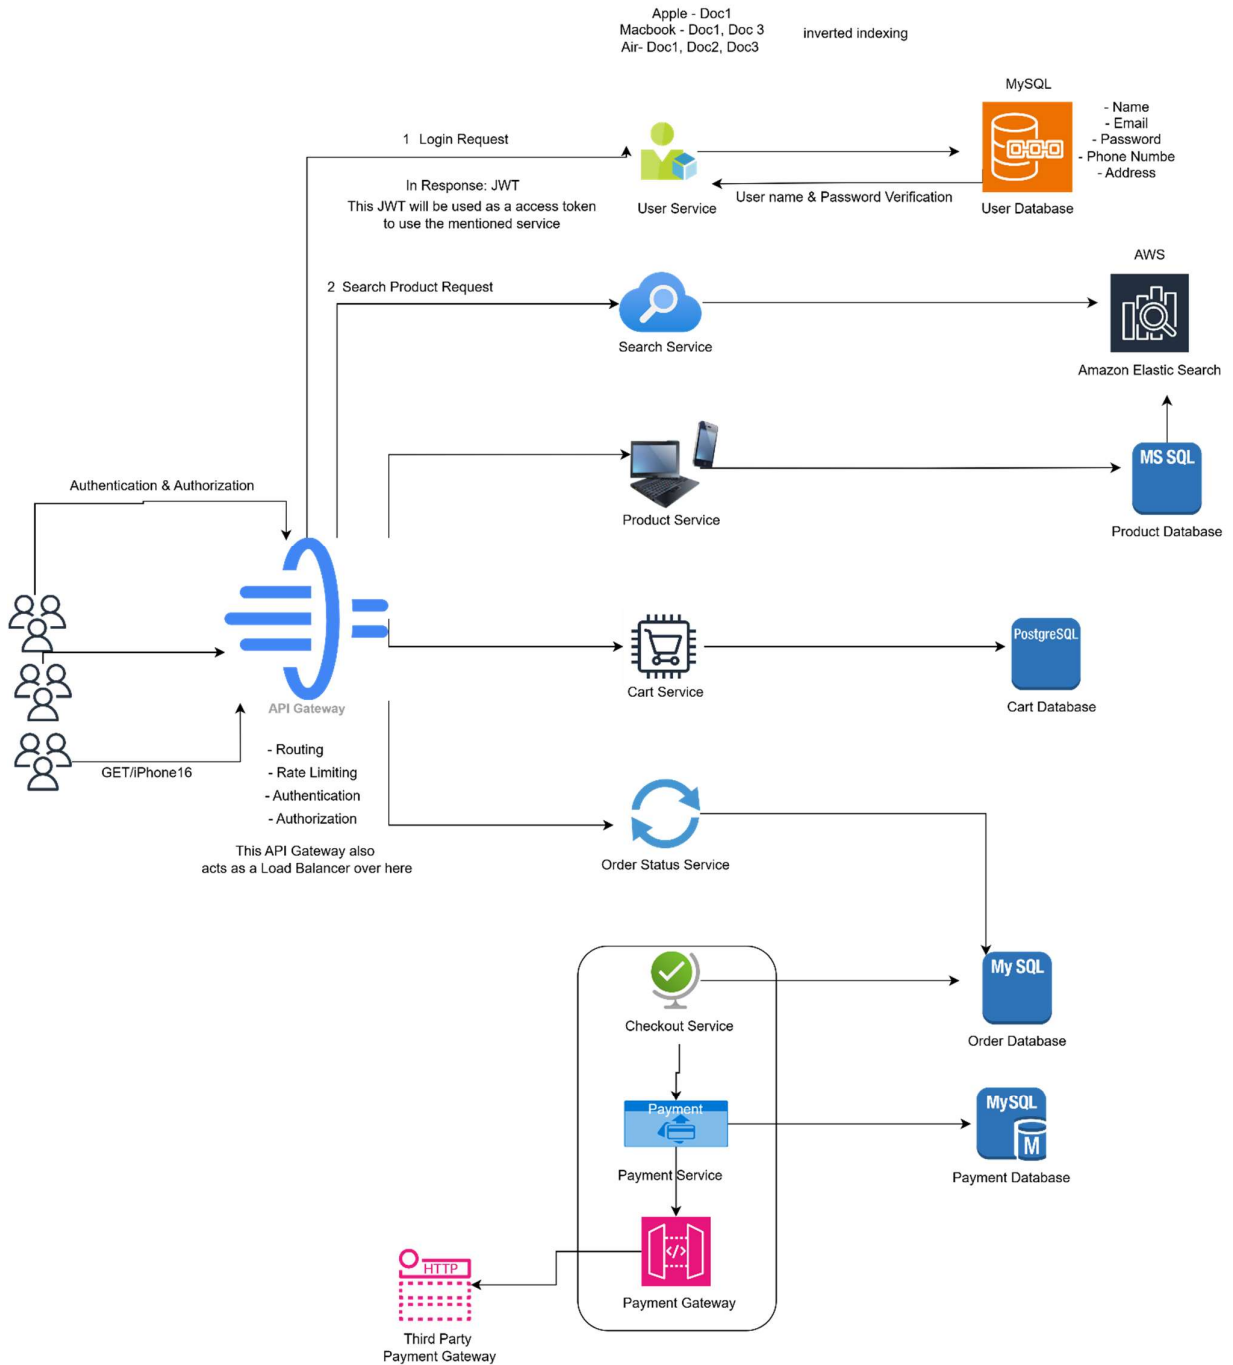 Apple - Doc1
Macbook - Doc1, Doc 3
Air- Doc1, Doc2, Doc3
inverted indexing
MySQL
- Name
- Email
- Password
- Phone Numbe
- Address
1 Login Request
In Response: JWT
This JWT will be used as a access token
to use the mentioned service
User Service
User name & Password Verification
User Database
AWS
2 Search Product Request
Search Service
Amazon Elastic Search
MS SQL
Authentication & Authorization
Product Service
Product Database
PostgreSQL
Cart Service
Cart Database
API Gateway
GET/iPhone16
- Routing
- Rate Limiting
- Authentication
- Authorization
This API Gateway also
acts as a Load Balancer over here
Order Status Service
My SQL
Checkout Service
Order Database
Payment
MySQL
M
Payment Service
Payment Database
</>
HTTP
Payment Gateway
Third Party
Payment Gateway